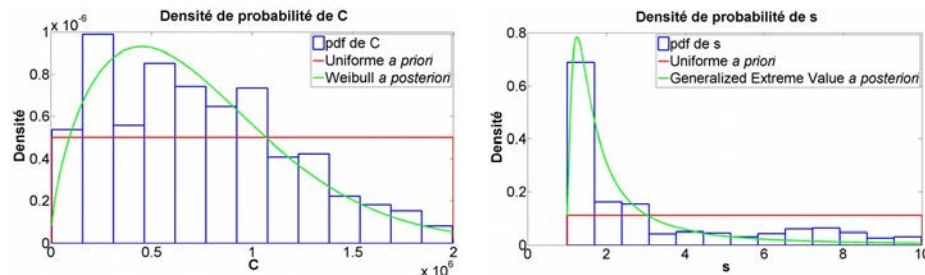 Densité de probabilité de C
1 x 10⁻⁶
pdf de C
Uniforme a priori
Weibull a posteriori
0.8
0.6
0.4
0.2
0
Densité
0 0.5 1 1.5 2
C
x 10⁶
Densité de probabilité de s
0.8
pdf de s
Uniforme a priori
Generalized Extreme Value a posteriori
0.6
0.4
0.2
0
Densité
0 2 4 6 8 10
s